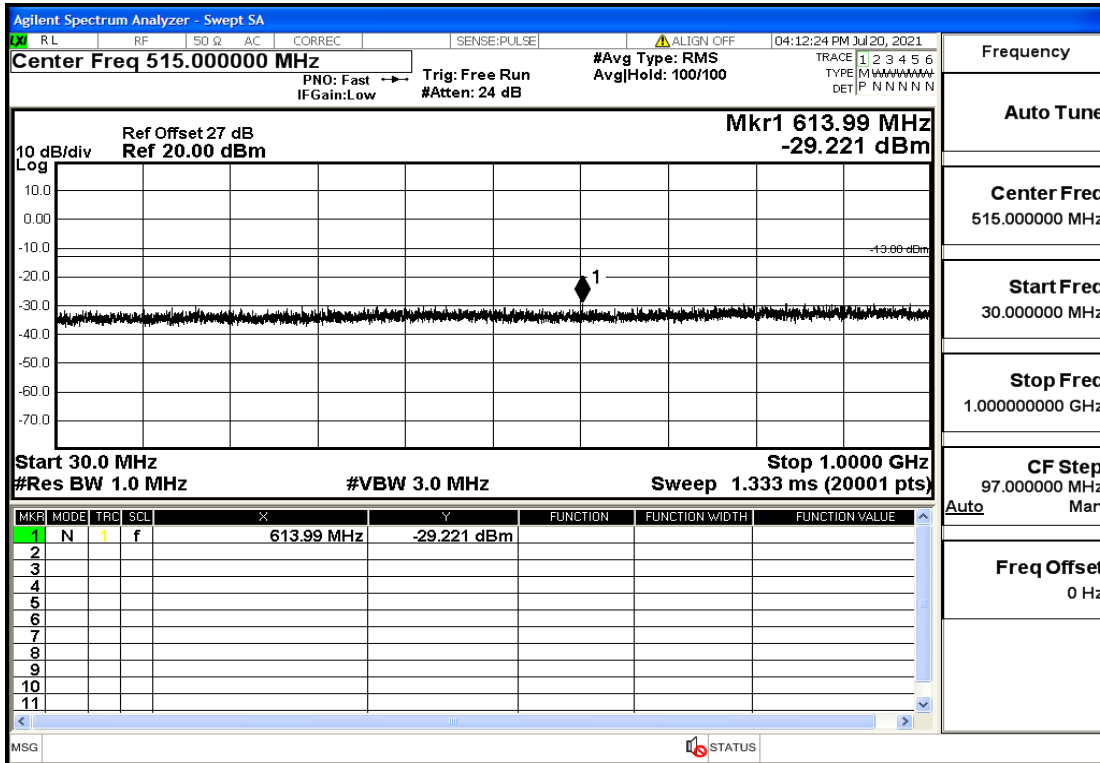 Agilent Spectrum Analyzer - Swept SA
LXI RL RF 50 Ω AC CORREC SENSE:PULSE ALIGN OFF 04:12:24 PM Jul 20, 2021
Center Freq 515.000000 MHz
PNO: Fast
IFGain:Low
Trig: Free Run
#Atten: 24 dB
#Avg Type: RMS
Avg|Hold: 100/100
TRACE 1 2 3 4 5 6
TYPE M WWWWW
DET P N N N N N
Ref Offset 27 dB
Ref 20.00 dBm
10 dB/div
Log
Mkr1 613.99 MHz
-29.221 dBm
10.0
0.00
-10.0
-13.00 dBm
-20.0
1
-30.0
-40.0
-50.0
-60.0
-70.0
Start 30.0 MHz Stop 1.0000 GHz
#Res BW 1.0 MHz #VBW 3.0 MHz Sweep 1.333 ms (20001 pts)
MKR MODE TRC SCL X Y FUNCTION FUNCTION WIDTH FUNCTION VALUE
1 N 1 f 613.99 MHz -29.221 dBm
2
3
4
5
6
7
8
9
10
11
MSG STATUS
Frequency
Auto Tune
Center Freq
515.000000 MHz
Start Freq
30.000000 MHz
Stop Freq
1.000000000 GHz
CF Step
97.000000 MHz
Auto Man
Freq Offset
0 Hz